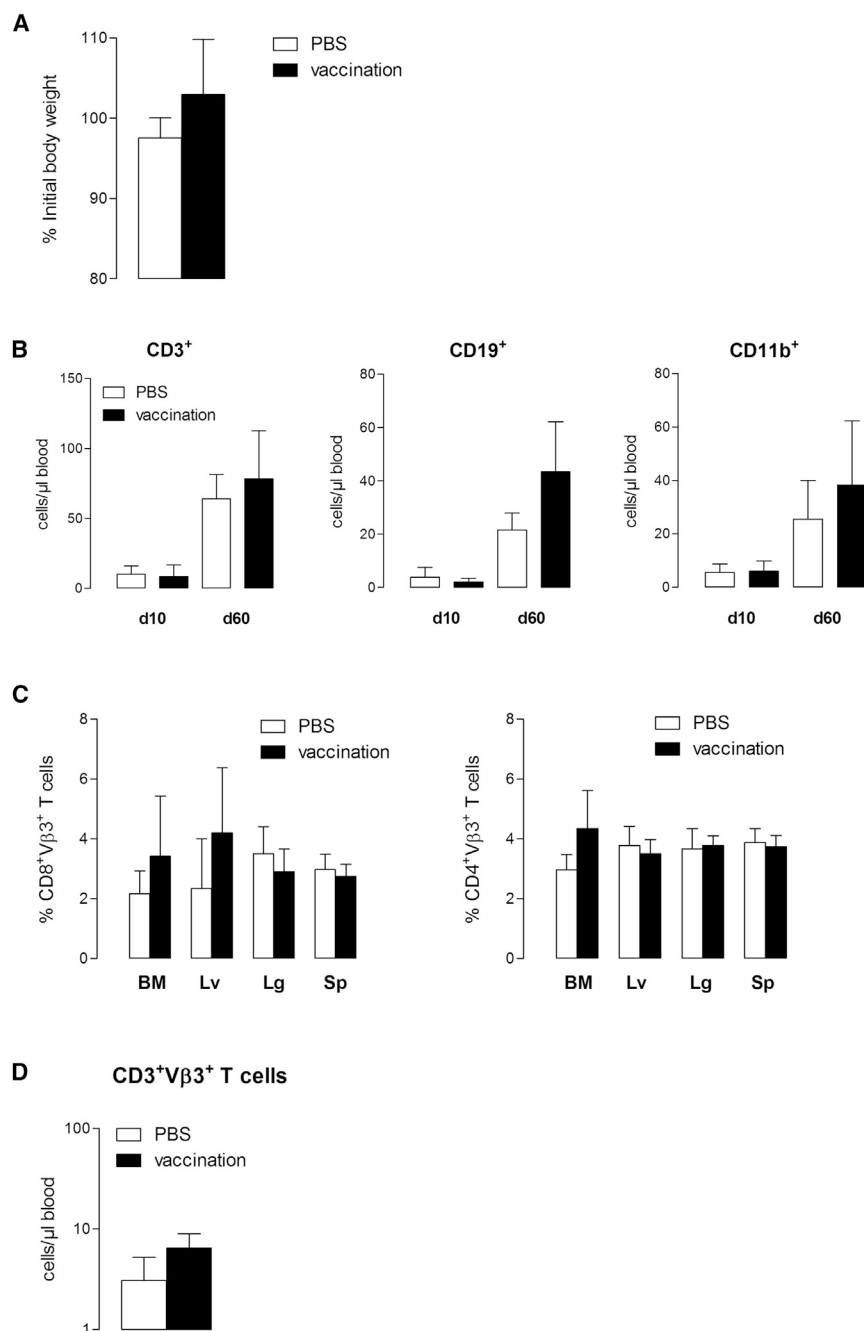 A
110
100
90
80
% Initial body weight
PBS
vaccination
B
CD3+
150
100
50
0
cells/µl blood
PBS
vaccination
d10 d60
CD19+
80
60
40
20
0
cells/µl blood
d10 d60
CD11b+
80
60
40
20
0
cells/µl blood
d10 d60
C
8
6
4
2
0
% CD8+Vβ3+ T cells
PBS
vaccination
BM Lv Lg Sp
8
6
4
2
0
% CD4+Vβ3+ T cells
PBS
vaccination
BM Lv Lg Sp
D
CD3+Vβ3+ T cells
100
10
1
cells/µl blood
PBS
vaccination